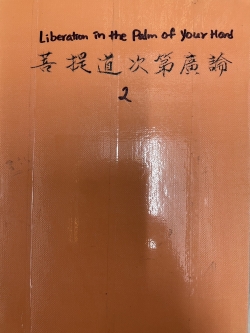 Liberation in the Palm of your Hand
菩提道次第廣論
2